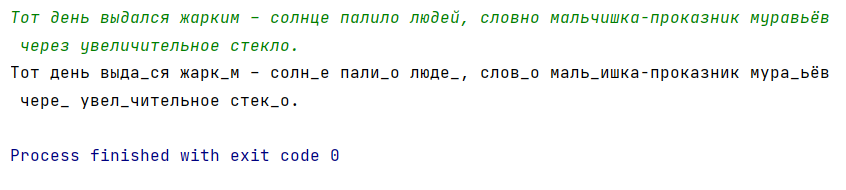 Тот день выдался жарким – солнце палило людей, словно мальчишка-проказник муравьёв
через увеличительное стекло.
Тот день выда_ся жарк_м – солн_е пали_о люде_, слов_о маль_ишка-проказник мура_ьёв
чере_ увел_чительное стек_о.
Process finished with exit code 0